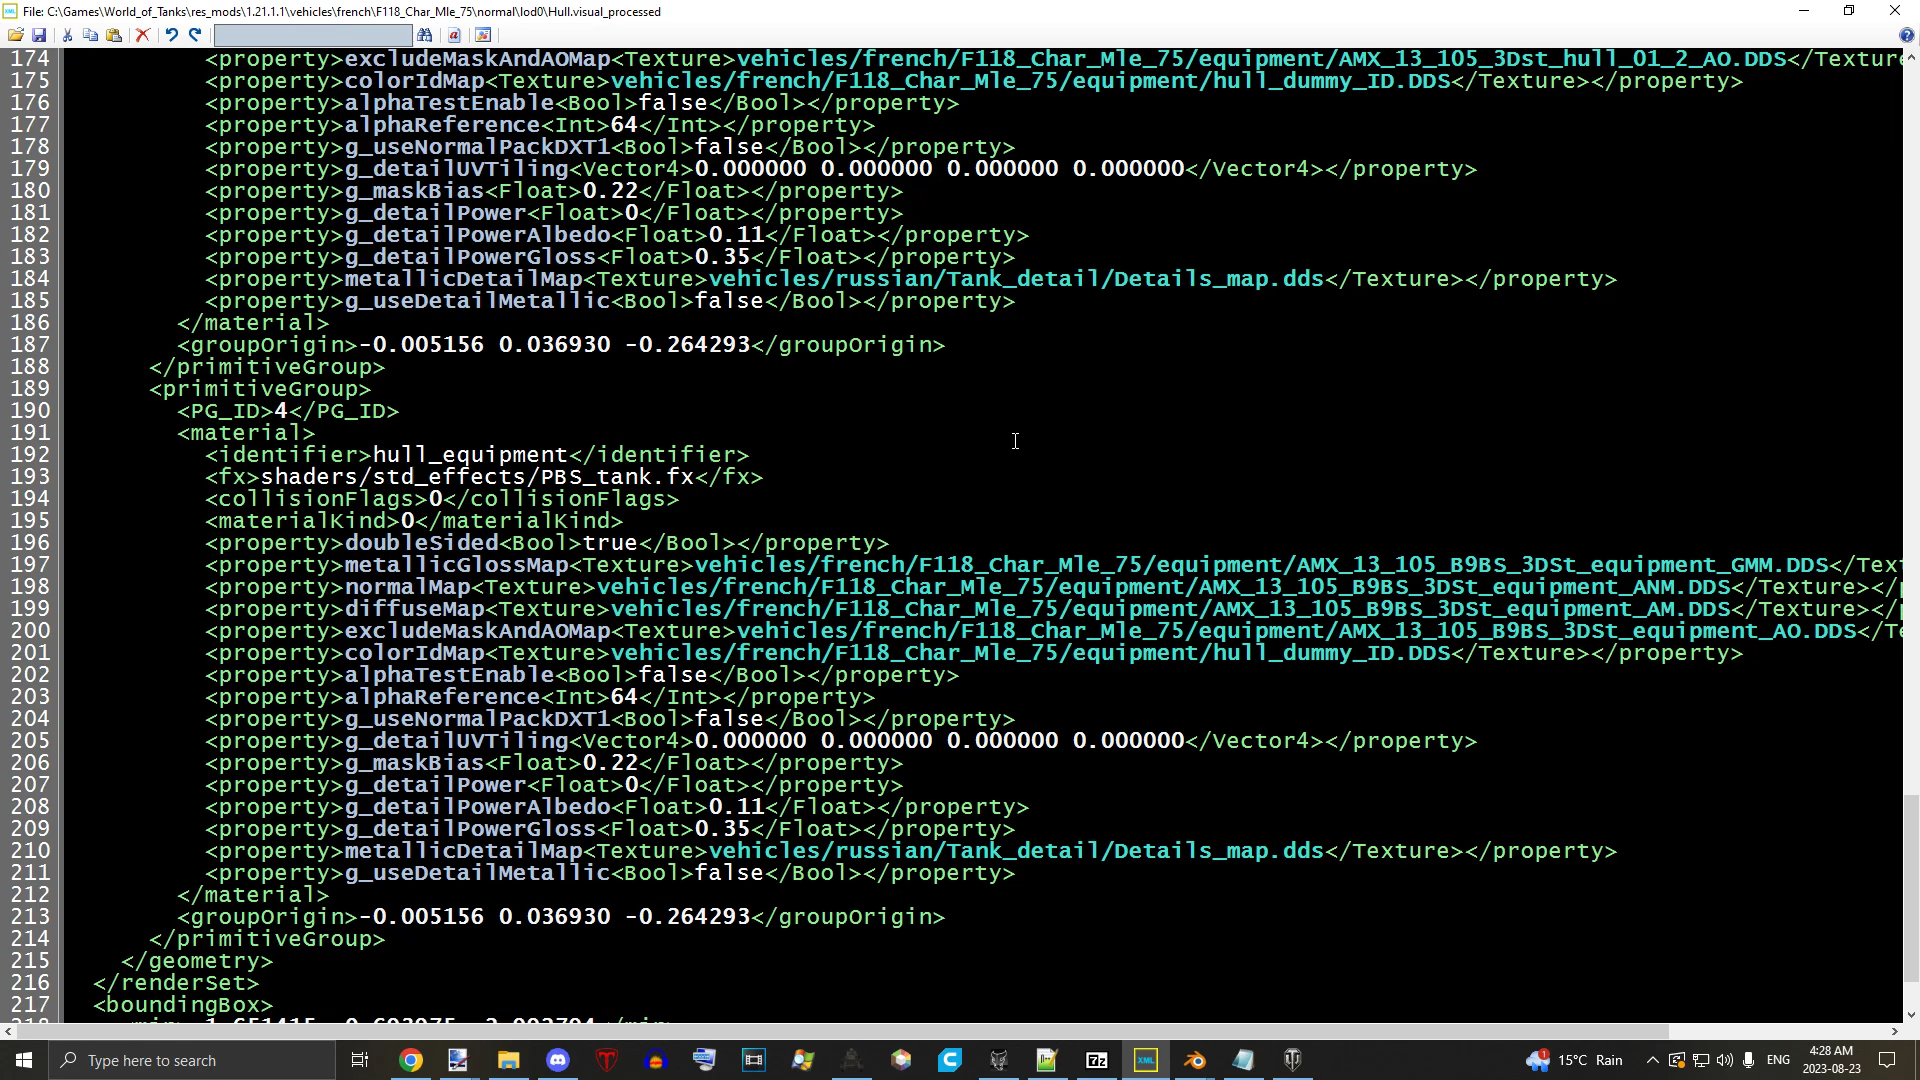 File: C:\Games\World_of_Tanks\res_mods\1.21.1.1\vehicles\french\F118_Char_Mle_75\normal\lod0\Hull.visual_processed
174 <property>excludeMaskAndAOMap<Texture>vehicles/french/F118_Char_Mle_75/equipment/AMX_13_105_3Dst_hull_01_2_AO.DDS</Texture
175 <property>colorIdMap<Texture>vehicles/french/F118_Char_Mle_75/equipment/hull_dummy_ID.DDS</Texture></property>
176 <property>alphaTestEnable<Bool>false</Bool></property>
177 <property>alphaReference<Int>64</Int></property>
178 <property>g_useNormalPackDXT1<Bool>false</Bool></property>
179 <property>g_detailUVTiling<Vector4>0.000000 0.000000 0.000000 0.000000</Vector4></property>
180 <property>g_maskBias<Float>0.22</Float></property>
181 <property>g_detailPower<Float>0</Float></property>
182 <property>g_detailPowerAlbedo<Float>0.11</Float></property>
183 <property>g_detailPowerGloss<Float>0.35</Float></property>
184 <property>metallicDetailMap<Texture>vehicles/russian/Tank_detail/Details_map.dds</Texture></property>
185 <property>g_useDetailMetallic<Bool>false</Bool></property>
186 </material>
187 <groupOrigin>-0.005156 0.036930 -0.264293</groupOrigin>
188 </primitiveGroup>
189 <primitiveGroup>
190 <PG_ID>4</PG_ID>
191 <material>
192 <identifier>hull_equipment</identifier>
193 <fx>shaders/std_effects/PBS_tank.fx</fx>
194 <collisionFlags>0</collisionFlags>
195 <materialKind>0</materialKind>
196 <property>doubleSided<Bool>true</Bool></property>
197 <property>metallicGlossMap<Texture>vehicles/french/F118_Char_Mle_75/equipment/AMX_13_105_B9BS_3DSt_equipment_GMM.DDS</Tex
198 <property>normalMap<Texture>vehicles/french/F118_Char_Mle_75/equipment/AMX_13_105_B9BS_3DSt_equipment_ANM.DDS</Texture></
199 <property>diffuseMap<Texture>vehicles/french/F118_Char_Mle_75/equipment/AMX_13_105_B9BS_3DSt_equipment_AM.DDS</Texture></
200 <property>excludeMaskAndAOMap<Texture>vehicles/french/F118_Char_Mle_75/equipment/AMX_13_105_B9BS_3DSt_equipment_AO.DDS</T
201 <property>colorIdMap<Texture>vehicles/french/F118_Char_Mle_75/equipment/hull_dummy_ID.DDS</Texture></property>
202 <property>alphaTestEnable<Bool>false</Bool></property>
203 <property>alphaReference<Int>64</Int></property>
204 <property>g_useNormalPackDXT1<Bool>false</Bool></property>
205 <property>g_detailUVTiling<Vector4>0.000000 0.000000 0.000000 0.000000</Vector4></property>
206 <property>g_maskBias<Float>0.22</Float></property>
207 <property>g_detailPower<Float>0</Float></property>
208 <property>g_detailPowerAlbedo<Float>0.11</Float></property>
209 <property>g_detailPowerGloss<Float>0.35</Float></property>
210 <property>metallicDetailMap<Texture>vehicles/russian/Tank_detail/Details_map.dds</Texture></property>
211 <property>g_useDetailMetallic<Bool>false</Bool></property>
212 </material>
213 <groupOrigin>-0.005156 0.036930 -0.264293</groupOrigin>
214 </primitiveGroup>
215 </geometry>
216 </renderSet>
217 <boundingBox>
Type here to search
7z
XML
15°C Rain
ENG
4:28 AM
2023-08-23